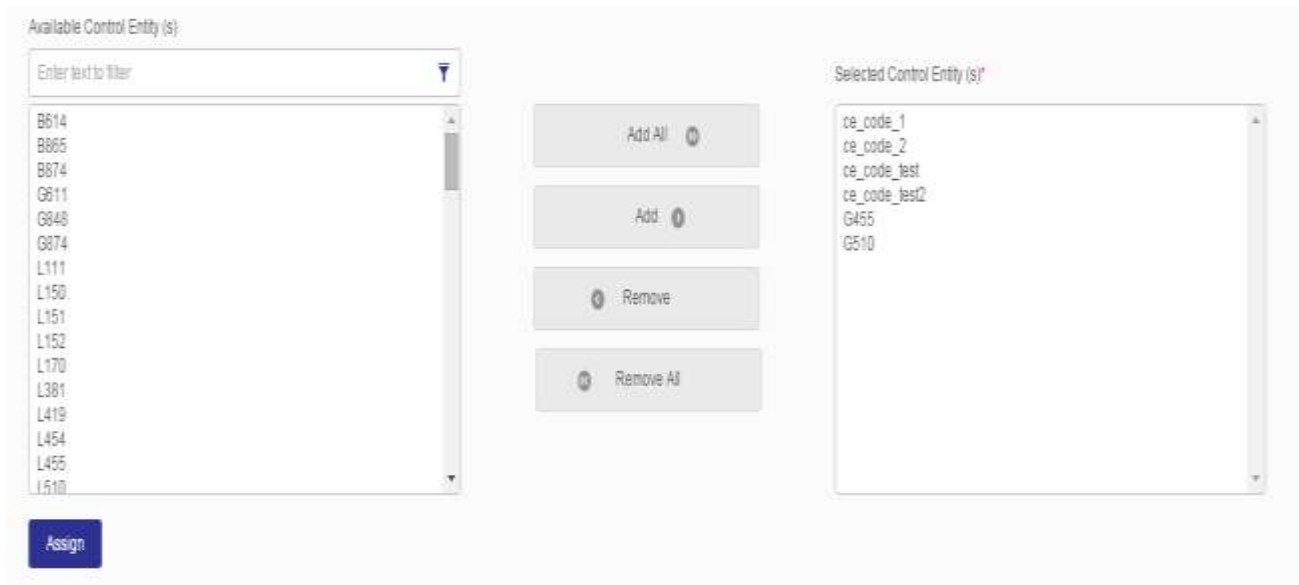 Available Control Entity (s)
Enter text to filter
B614
B865
B874
G611
G848
G874
L111
L150
L151
L152
L170
L381
L419
L454
L455
L510
Add All
Add
Remove
Remove All
Selected Control Entity (s)*
ce_code_1
ce_code_2
ce_code_test
ce_code_test2
G455
G510
Assign